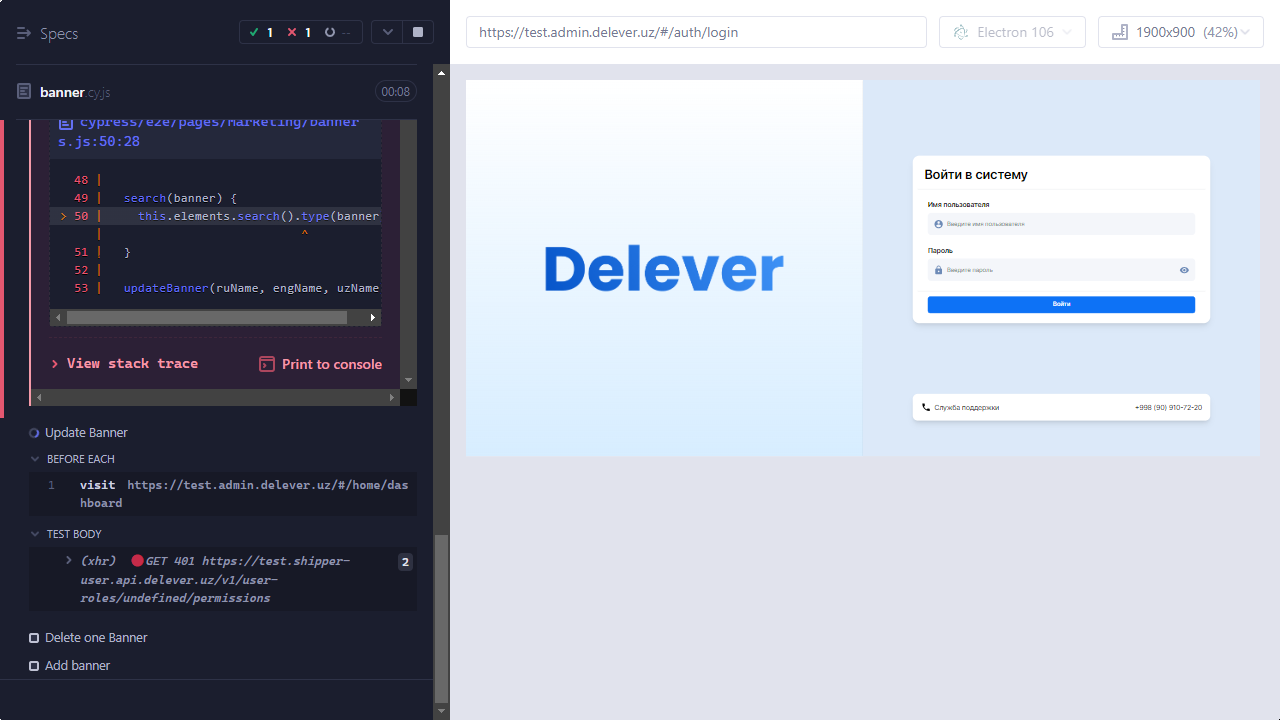 Specs
1
1
--
https://test.admin.delever.uz/#/auth/login
Electron 106
1900x900 (42%)
banner.cy.js
00:08
cypress/e2e/pages/Marketing/banner
s.js:50:28
48 |
49 | search(banner) {
> 50 | this.elements.search().type(banner
| ^
51 | }
52 |
53 | updateBanner(ruName, engName, uzName
View stack trace
Print to console
Update Banner
BEFORE EACH
1 visit https://test.admin.delever.uz/#/home/das
hboard
TEST BODY
(xhr) GET 401 https://test.shipper-
user.api.delever.uz/v1/user-
roles/undefined/permissions
2
Delete one Banner
Add banner
Delever
Войти в систему
Имя пользователя
Введите имя пользователя
Пароль
Введите пароль
Войти
Служба поддержки
+998 (90) 910-72-20